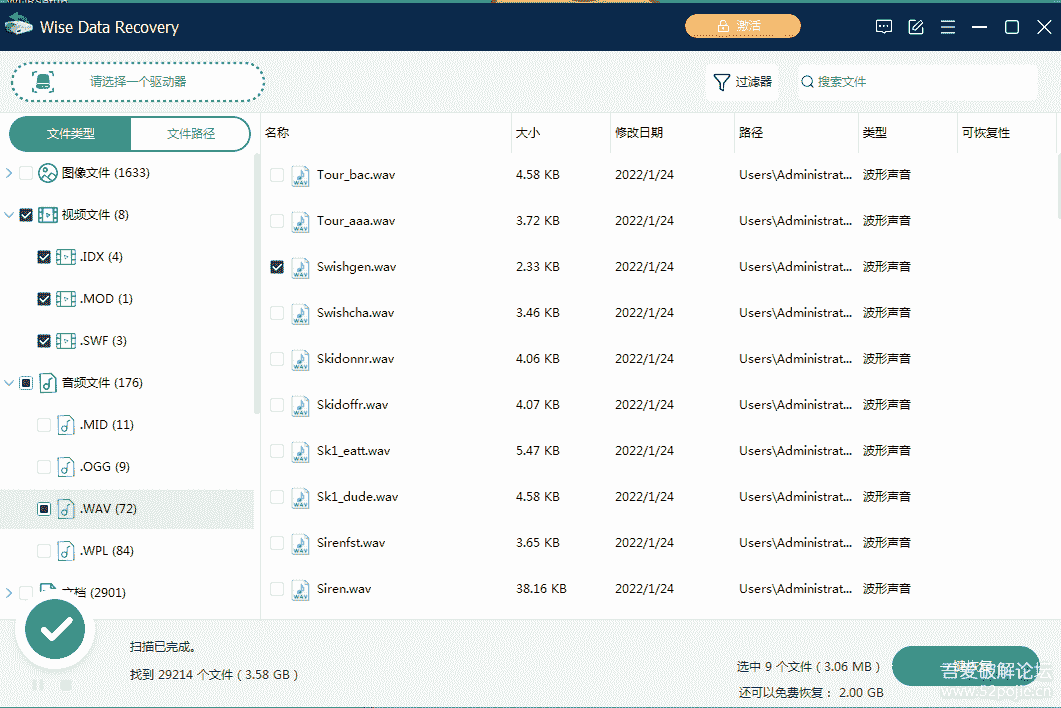 Wise Data Recovery
激活
请选择一个驱动器
过滤器
搜索文件
文件类型 文件路径
名称 大小 修改日期 路径 类型 可恢复性
图像文件 (1633)
视频文件 (8)
.IDX (4)
.MOD (1)
.SWF (3)
音频文件 (176)
.MID (11)
.OGG (9)
.WAV (72)
.WPL (84)
文档 (2901)
Tour_bac.wav 4.58 KB 2022/1/24 Users\Administrat... 波形声音
Tour_aaa.wav 3.72 KB 2022/1/24 Users\Administrat... 波形声音
Swishgen.wav 2.33 KB 2022/1/24 Users\Administrat... 波形声音
Swishcha.wav 3.46 KB 2022/1/24 Users\Administrat... 波形声音
Skidonnr.wav 4.06 KB 2022/1/24 Users\Administrat... 波形声音
Skidoffr.wav 4.07 KB 2022/1/24 Users\Administrat... 波形声音
Sk1_eatt.wav 5.47 KB 2022/1/24 Users\Administrat... 波形声音
Sk1_dude.wav 4.58 KB 2022/1/24 Users\Administrat... 波形声音
Sirenfst.wav 3.65 KB 2022/1/24 Users\Administrat... 波形声音
Siren.wav 38.16 KB 2022/1/24 Users\Administrat... 波形声音
扫描已完成。
找到 29214 个文件 ( 3.58 GB )
选中 9 个文件 ( 3.06 MB )
还可以免费恢复： 2.00 GB
吾爱破解论坛
www.52pojie.cn